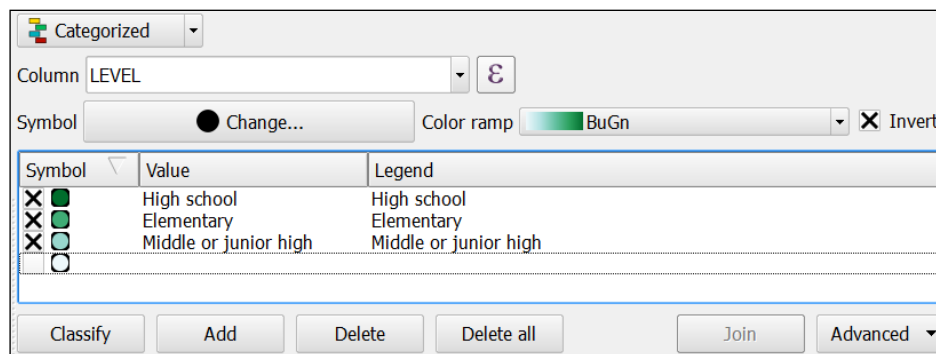 Categorized
Column LEVEL ε
Symbol Change... Color ramp BuGn Invert
Symbol Value Legend
High school High school
Elementary Elementary
Middle or junior high Middle or junior high
Classify Add Delete Delete all Join Advanced